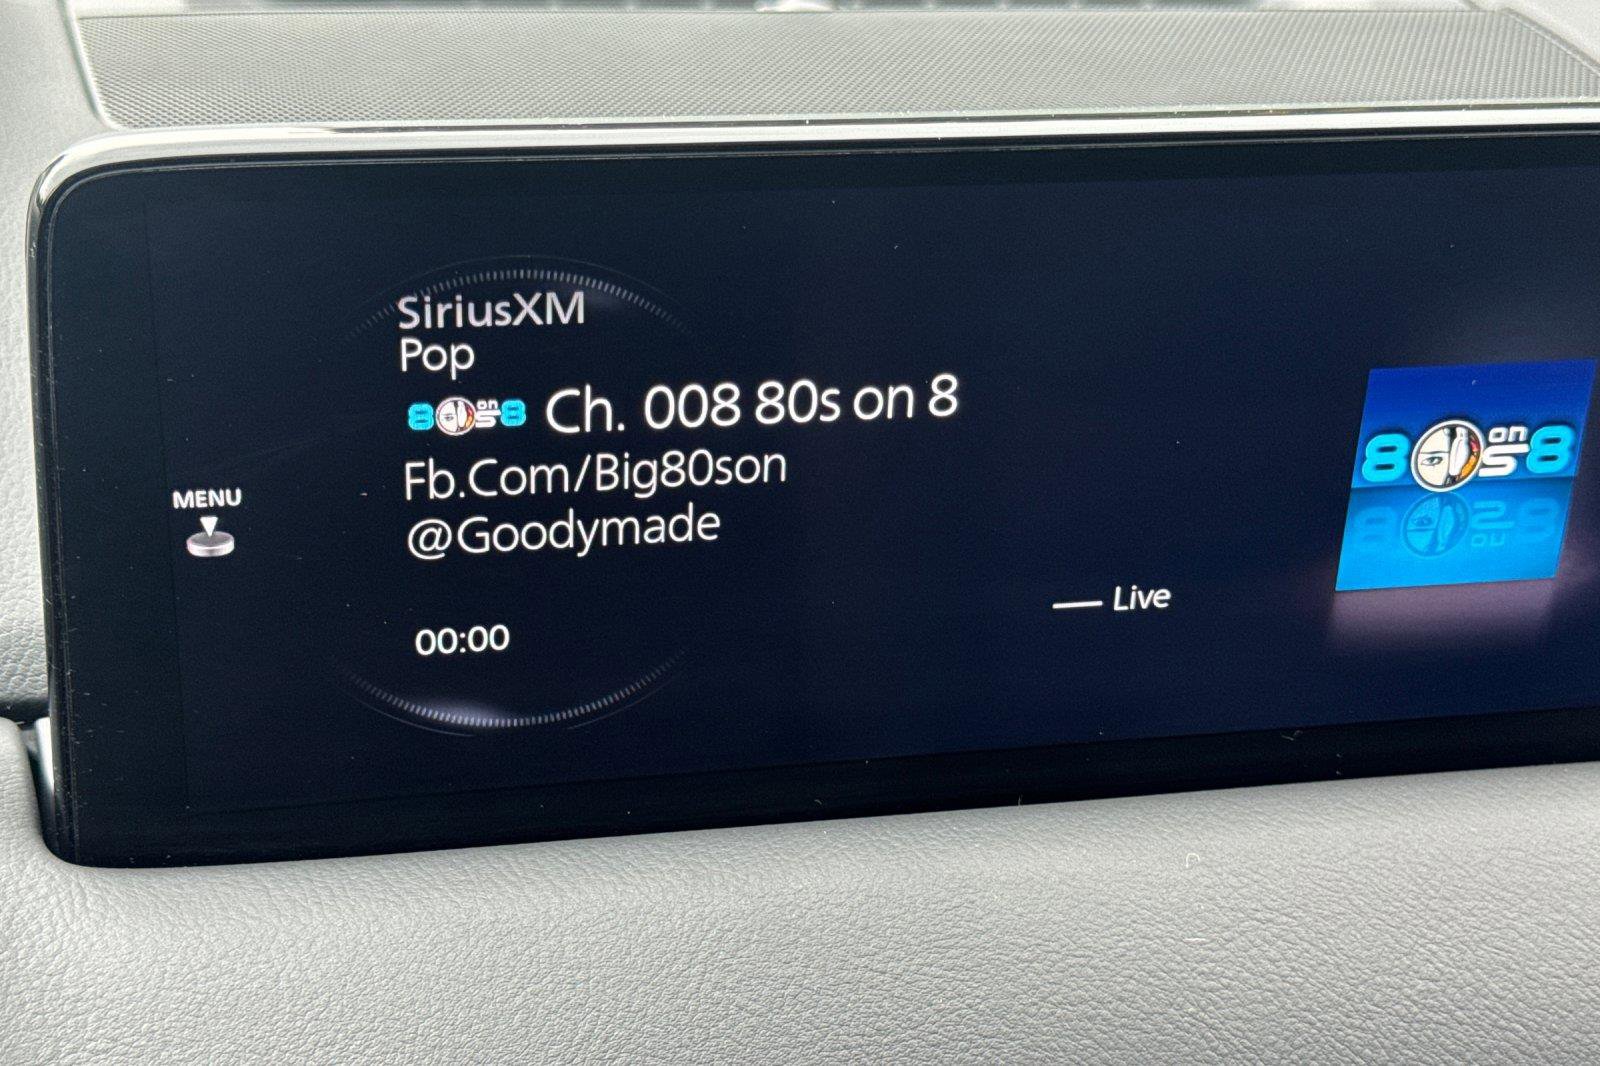 SiriusXM
Pop
80s on 8 Ch. 008 80s on 8
Fb.Com/Big80son
@Goodymade
MENU
00:00
Live
80s on 8